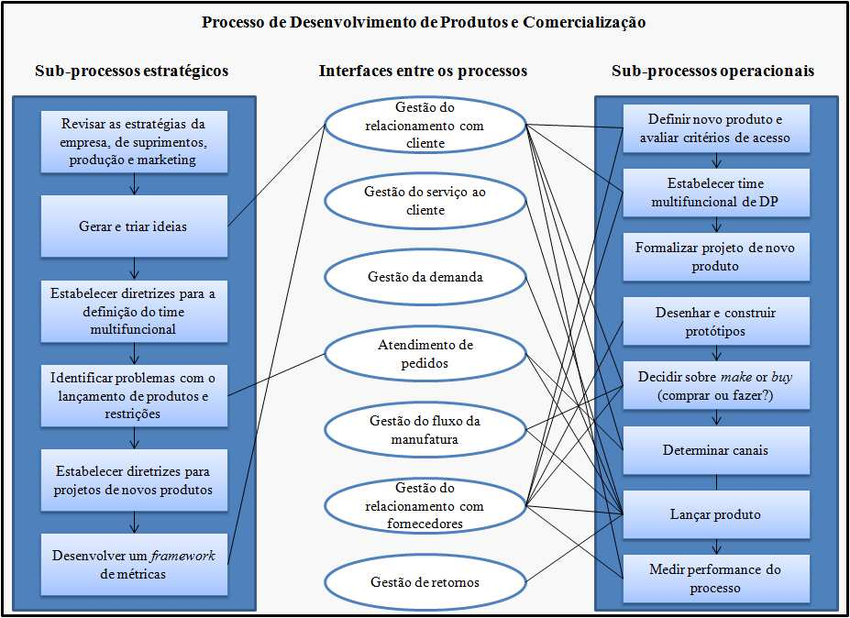 Processo de Desenvolvimento de Produtos e Comercialização
Sub-processos estratégicos
Revisar as estratégias da
empresa, de suprimentos,
produção e marketing
Gerar e triar ideias
Estabelecer diretrizes para a
definição do time
multifuncional
Identificar problemas com o
lançamento de produtos e
restrições
Estabelecer diretrizes para
projetos de novos produtos
Desenvolver um framework
de métricas
Interfaces entre os processos
Gestão do
relacionamento com
cliente
Gestão do serviço ao
cliente
Gestão da demanda
Atendimento de
pedidos
Gestão do fluxo da
manufatura
Gestão do
relacionamento com
fornecedores
Gestão de retornos
Sub-processos operacionais
Definir novo produto e
avaliar critérios de acesso
Estabelecer time
multifuncional de DP
Formalizar projeto de novo
produto
Desenhar e construir
protótipos
Decidir sobre make or buy
(comprar ou fazer?)
Determinar canais
Lançar produto
Medir performance do
processo